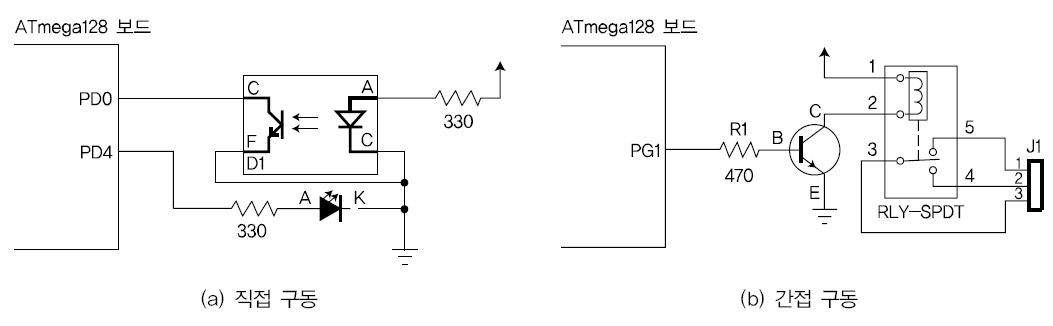 ATmega128 보드
PD0
PD4
C
A
F
C
D1
330
A
K
330
(a) 직접 구동
ATmega128 보드
PG1
R1
470
B
C
E
1
2
3
5
4
RLY-SPDT
J1
1
2
3
(b) 간접 구동